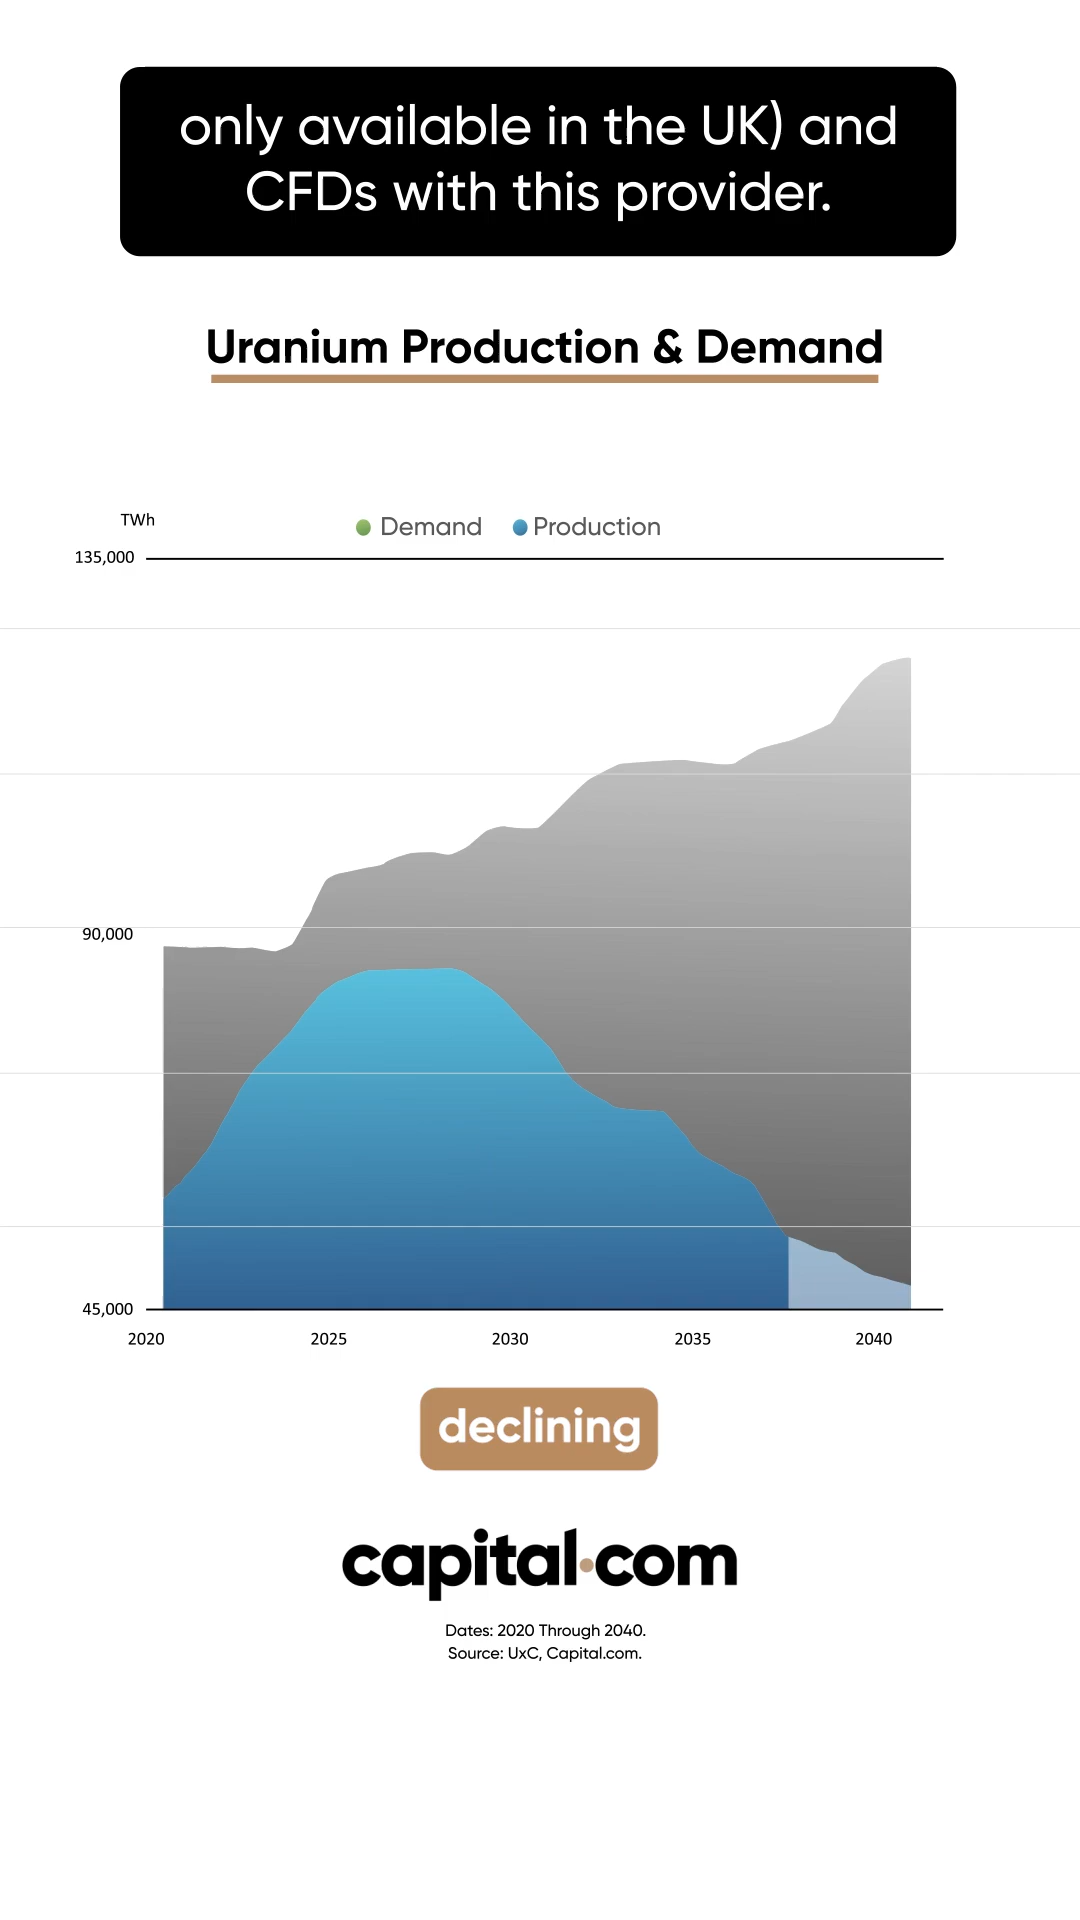 only available in the UK) and
CFDs with this provider.
Uranium Production & Demand
TWh
Demand
Production
135,000
90,000
45,000
2020
2025
2030
2035
2040
declining
capital.com
Dates: 2020 Through 2040.
Source: UxC, Capital.com.